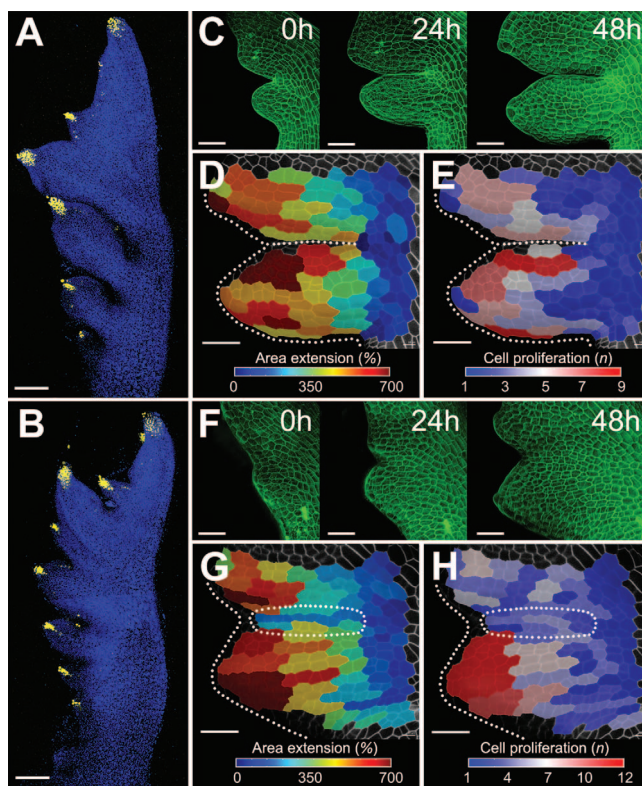 A
C 0h 24h 48h
D
E
Area extension (%)
0 350 700
Cell proliferation (n)
1 3 5 7 9
B
F 0h 24h 48h
G
H
Area extension (%)
0 350 700
Cell proliferation (n)
1 4 7 10 12